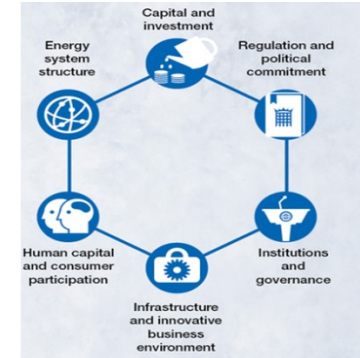 Capital and
investment
Energy
system
structure
Regulation and
political
commitment
Human capital
and consumer
participation
Institutions
and
governance
Infrastructure
and innovative
business
environment